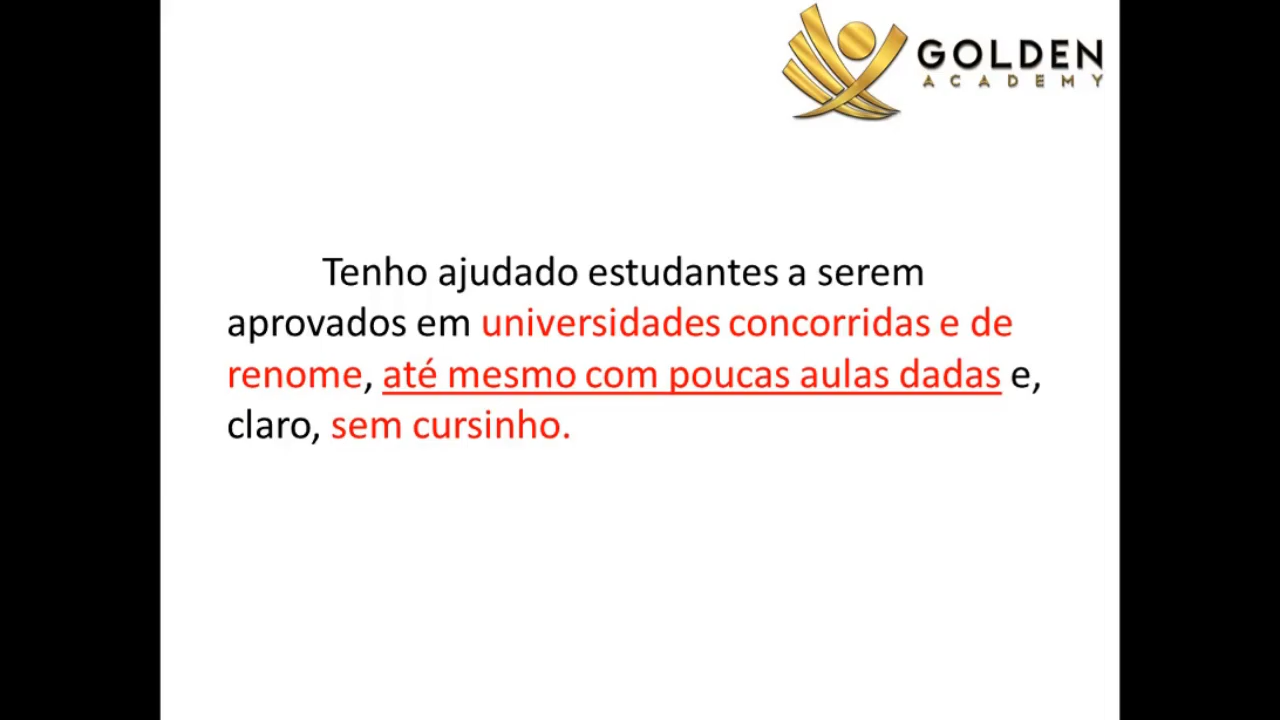 GOLDEN
ACADEMY
Tenho ajudado estudantes a serem
aprovados em universidades concorridas e de
renome, até mesmo com poucas aulas dadas e,
claro, sem cursinho.